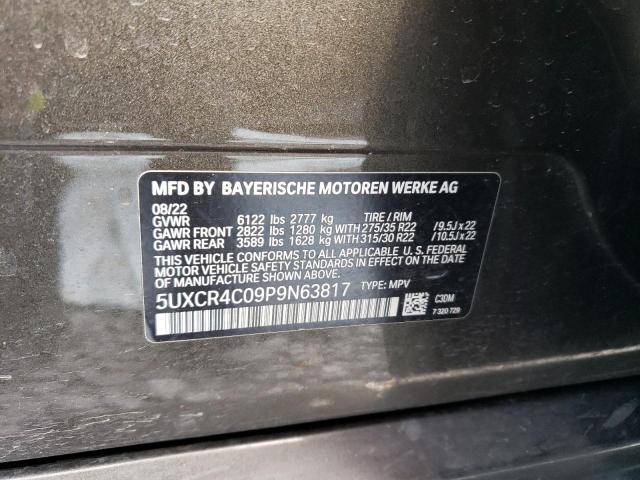 MFD BY BAYERISCHE MOTOREN WERKE AG
08/22
GVWR 6122 lbs 2777 kg TIRE / RIM
GAWR FRONT 2822 lbs 1280 kg WITH 275/35 R22 /9.5J x 22
GAWR REAR 3589 lbs 1628 kg WITH 315/30 R22 /10.5J x 22
THIS VEHICLE CONFORMS TO ALL APPLICABLE U.S. FEDERAL
MOTOR VEHICLE SAFETY STANDARDS IN EFFECT ON THE DATE
OF MANUFACTURE SHOWN ABOVE.
5UXCR4C09P9N63817 TYPE: MPV C3DM
7 320 729